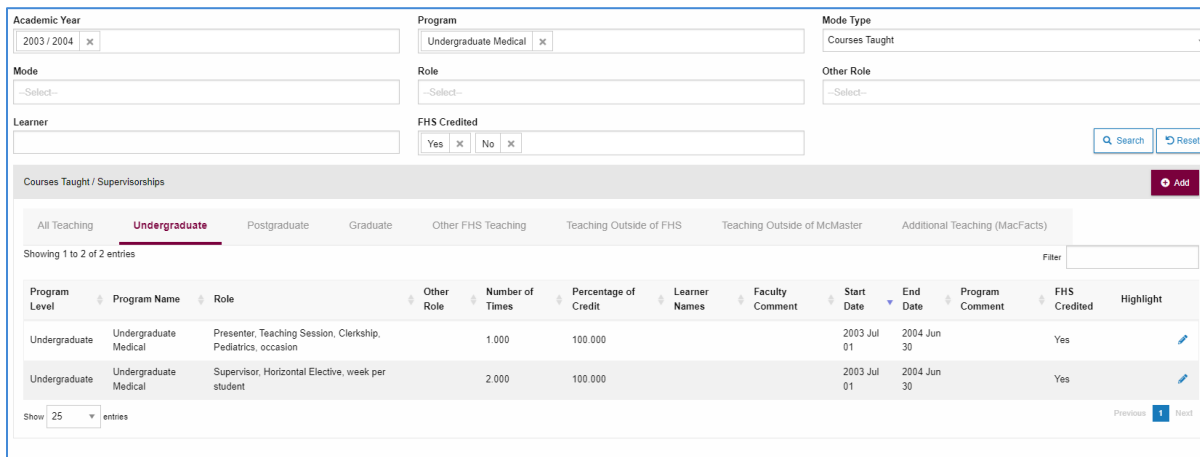 Academic Year Program Mode Type
2003 / 2004 × Undergraduate Medical × Courses Taught
Mode Role Other Role
--Select-- --Select-- --Select--
Learner FHS Credited
Yes × No × Search Reset
Courses Taught / Supervisorships Add
All Teaching Undergraduate Postgraduate Graduate Other FHS Teaching Teaching Outside of FHS Teaching Outside of McMaster Additional Teaching (MacFacts)
Showing 1 to 2 of 2 entries Filter
Program Level Program Name Role Other Role Number of Times Percentage of Credit Learner Names Faculty Comment Start Date End Date Program Comment FHS Credited Highlight
Undergraduate Undergraduate Medical Presenter, Teaching Session, Clerkship, Pediatrics, occasion 1.000 100.000 2003 Jul 01 2004 Jun 30 Yes
Undergraduate Undergraduate Medical Supervisor, Horizontal Elective, week per student 2.000 100.000 2003 Jul 01 2004 Jun 30 Yes
Show 25 entries Previous 1 Next